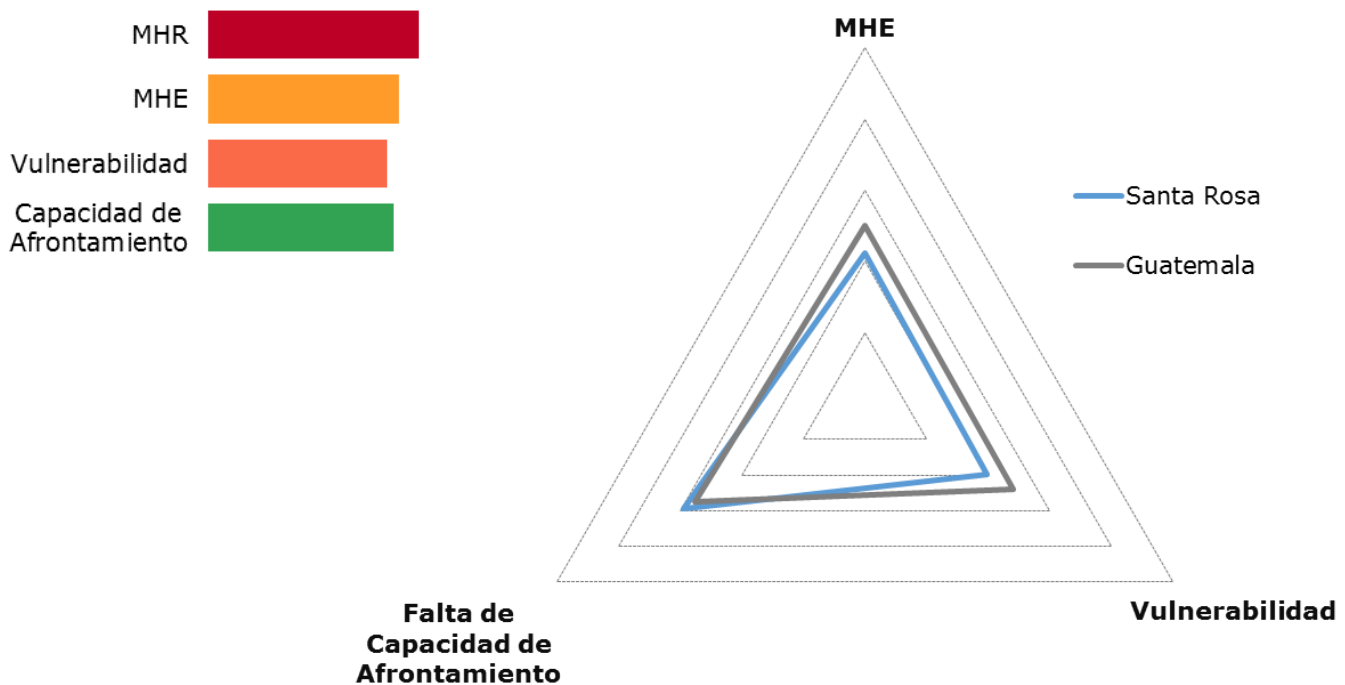 MHR
MHE
Vulnerabilidad
Capacidad de
Afrontamiento
MHE
Santa Rosa
Guatemala
Falta de
Capacidad de
Afrontamiento
Vulnerabilidad